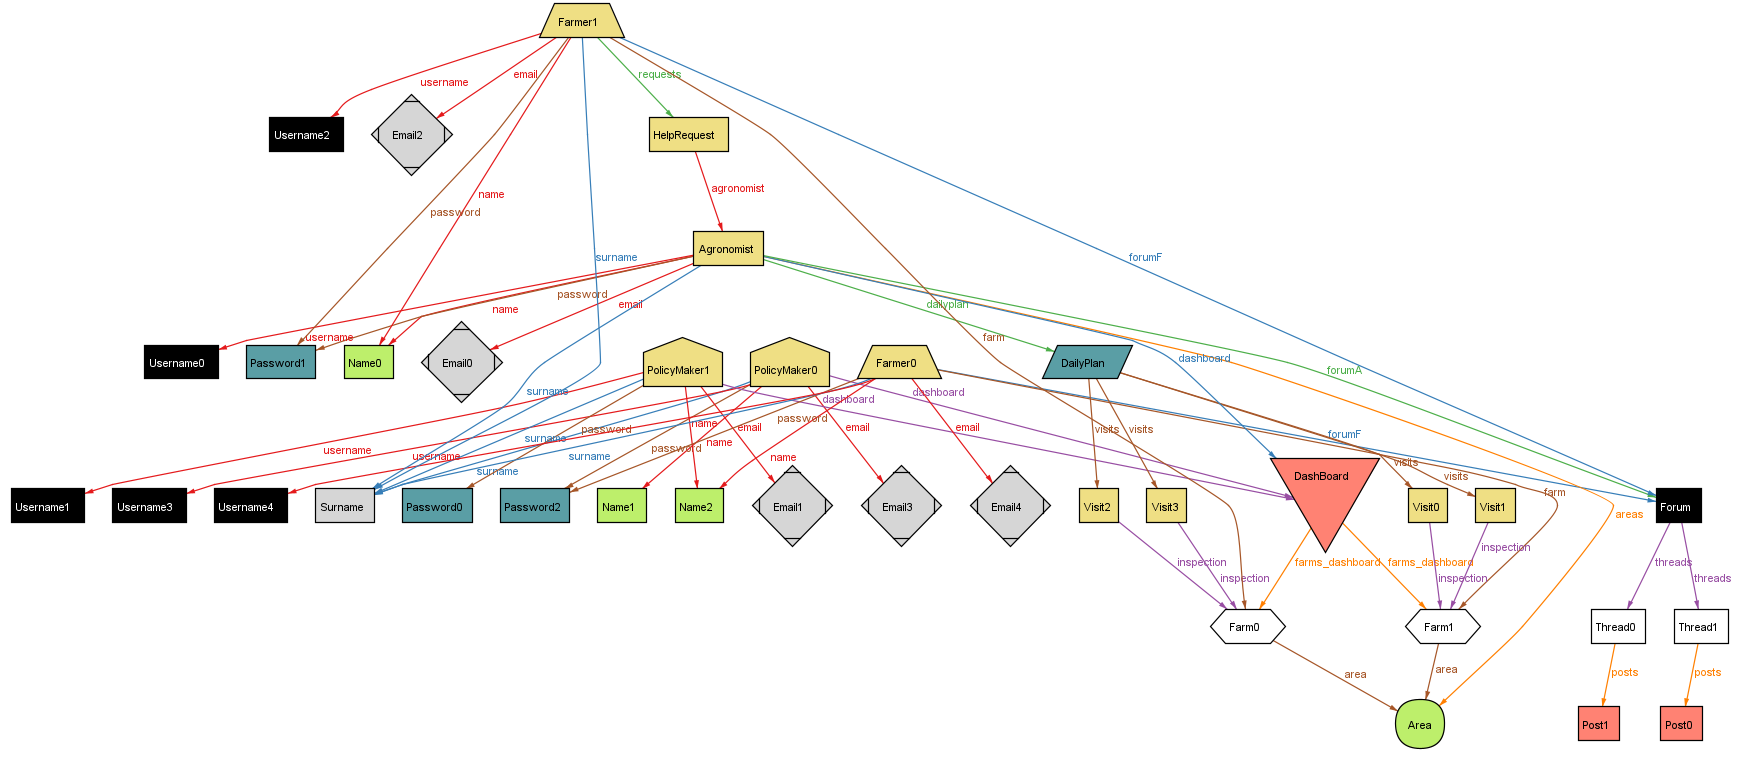 Farmer1
username
email
requests
Username2
Email2
HelpRequest
name
password
agronomist
Agronomist
surname
forumF
password
email
name
dailyplan
username
farm
Username0
Password1
Name0
Email0
PolicyMaker1
PolicyMaker0
Farmer0
DailyPlan
dashboard
forumA
surname
dashboard
dashboard
username
username
surname
password
name
email
password
email
email
visits
visits
forumF
surname
surname
password
name
name
visits
visits
farm
areas
Username1
Username3
Username4
Surname
Password0
Password2
Name1
Name2
Email1
Email3
Email4
Visit2
Visit3
DashBoard
Visit0
Visit1
Forum
inspection
inspection
farms_dashboard
farms_dashboard
inspection
inspection
threads
threads
Farm0
Farm1
Thread0
Thread1
area
area
posts
posts
Area
Post1
Post0